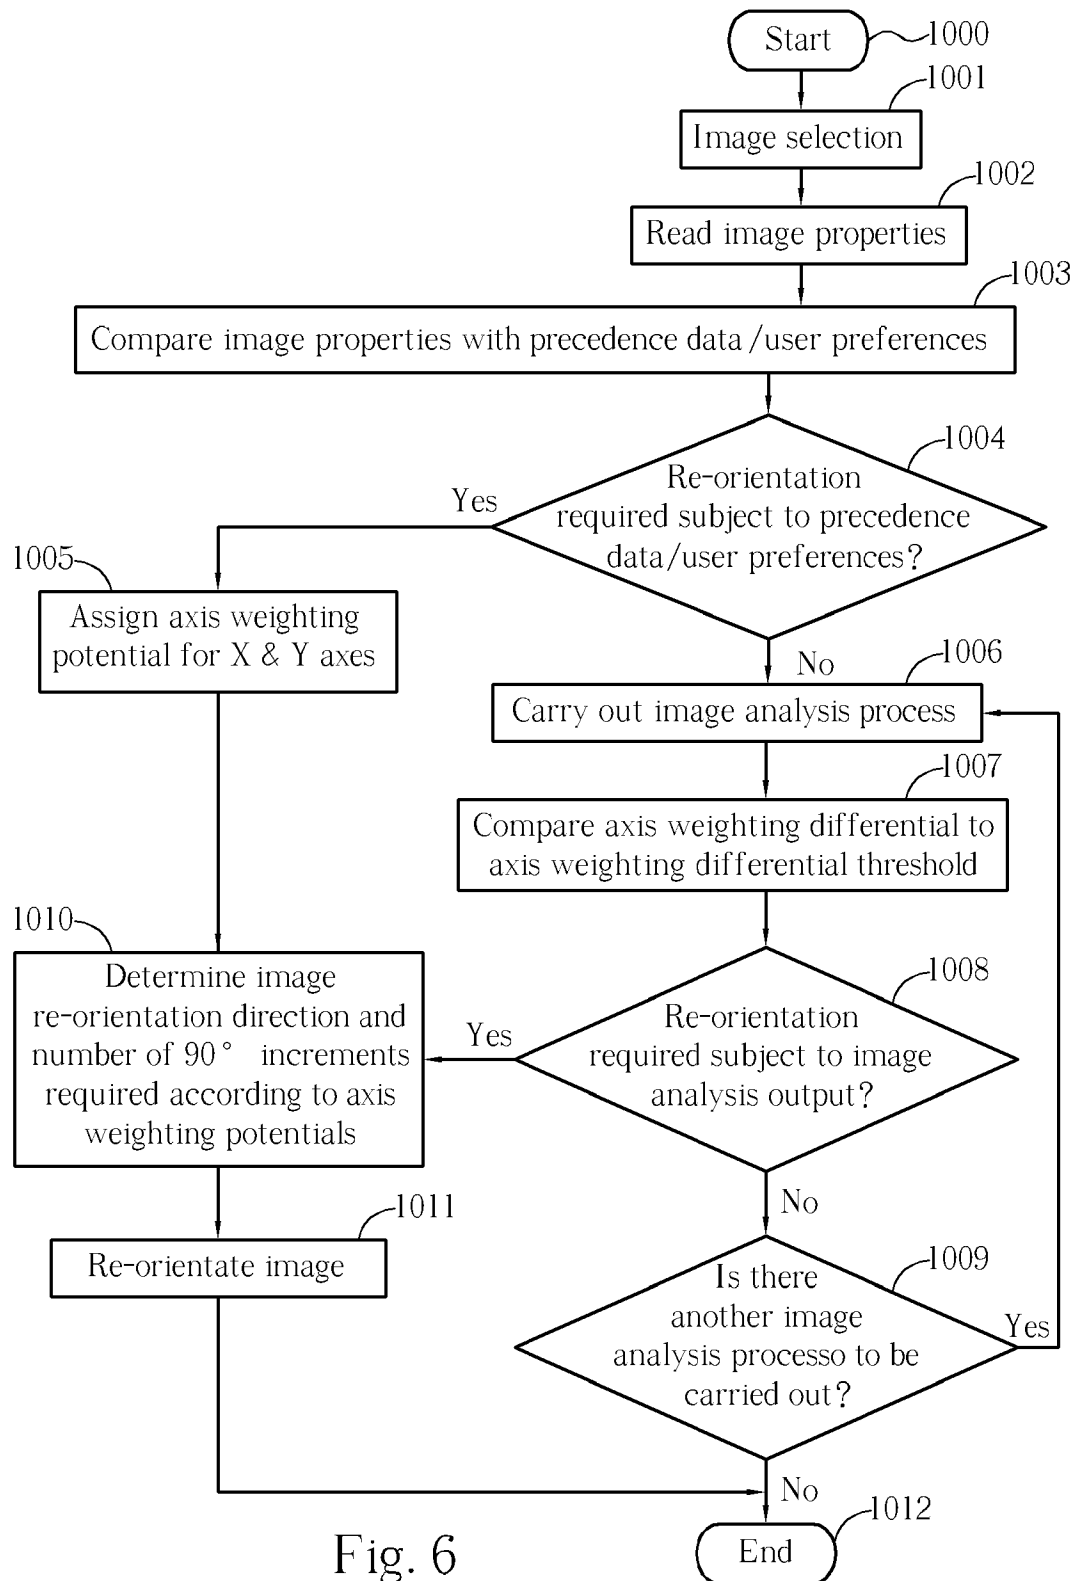 Start
1000
1001
Image selection
1002
Read image properties
1003
Compare image properties with precedence data/user preferences
1004
Re-orientation
required subject to precedence
data/user preferences?
Yes
1005
Assign axis weighting
potential for X & Y axes
No
1006
Carry out image analysis process
1007
Compare axis weighting differential to
axis weighting differential threshold
1010
Determine image
re-orientation direction and
number of 90° increments
required according to axis
weighting potentials
1008
Re-orientation
required subject to image
analysis output?
Yes
No
1011
Re-orientate image
1009
Is there
another image
analysis processo to be
carried out?
Yes
No
1012
End
Fig. 6